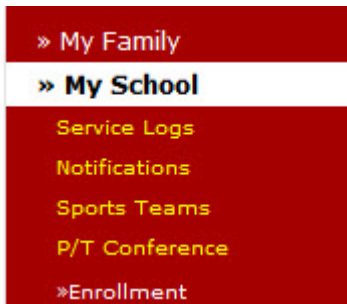 » My Family
» My School
Service Logs
Notifications
Sports Teams
P/T Conference
»Enrollment